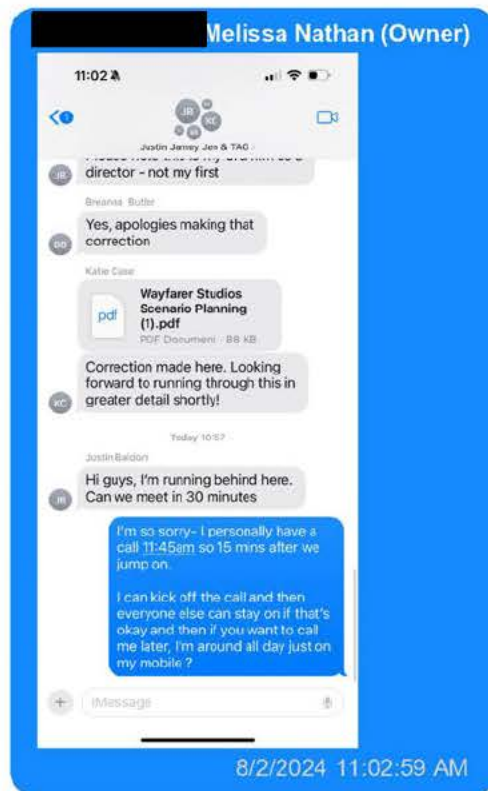 Melissa Nathan (Owner)
11:02
Justin Jamey Jen & TAG
director - not my first
JR
Breanna Butler
Yes, apologies making that
correction
Katie Case
pdf
Wayfarer Studios
Scenario Planning
(1).pdf
PDF Document · 88 KB
Correction made here. Looking
forward to running through this in
greater detail shortly!
KC
Today 10:57
Justin Baldoni
Hi guys, I'm running behind here.
Can we meet in 30 minutes
I'm so sorry- I personally have a
call 11:45am so 15 mins after we
jump on.
I can kick off the call and then
everyone else can stay on if that's
okay and then if you want to call
me later, I'm around all day just on
my mobile ?
iMessage
8/2/2024 11:02:59 AM